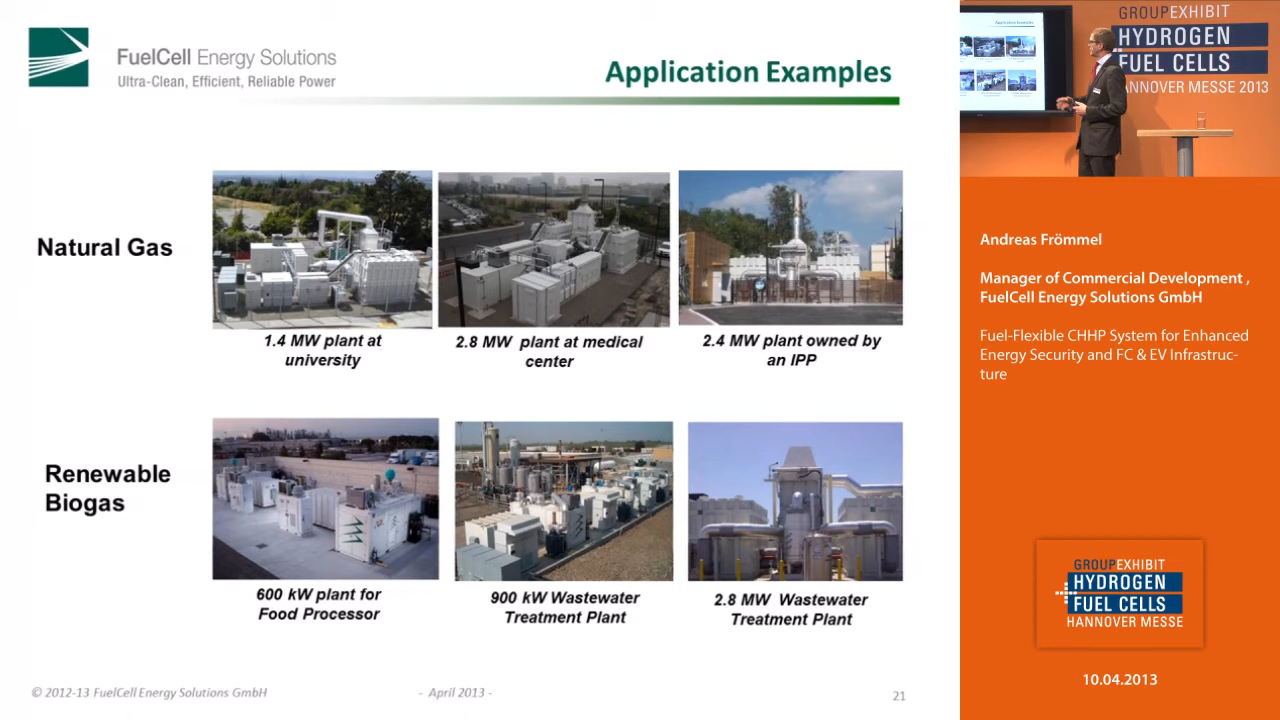 FuelCell Energy Solutions
Ultra-Clean, Efficient, Reliable Power
Application Examples
Natural Gas
1.4 MW plant at
university
2.8 MW plant at medical
center
2.4 MW plant owned by
an IPP
Renewable
Biogas
600 kW plant for
Food Processor
900 kW Wastewater
Treatment Plant
2.8 MW Wastewater
Treatment Plant
© 2012-13 FuelCell Energy Solutions GmbH
- April 2013 -
21
Application Examples
GROUPEXHIBIT
HYDROGEN
FUEL CELLS
ANNOVER MESSE 2013
Andreas Frömmel
Manager of Commercial Development ,
FuelCell Energy Solutions GmbH
Fuel-Flexible CHHP System for Enhanced
Energy Security and FC & EV Infrastruc-
ture
GROUPEXHIBIT
HYDROGEN
FUEL CELLS
HANNOVER MESSE
10.04.2013